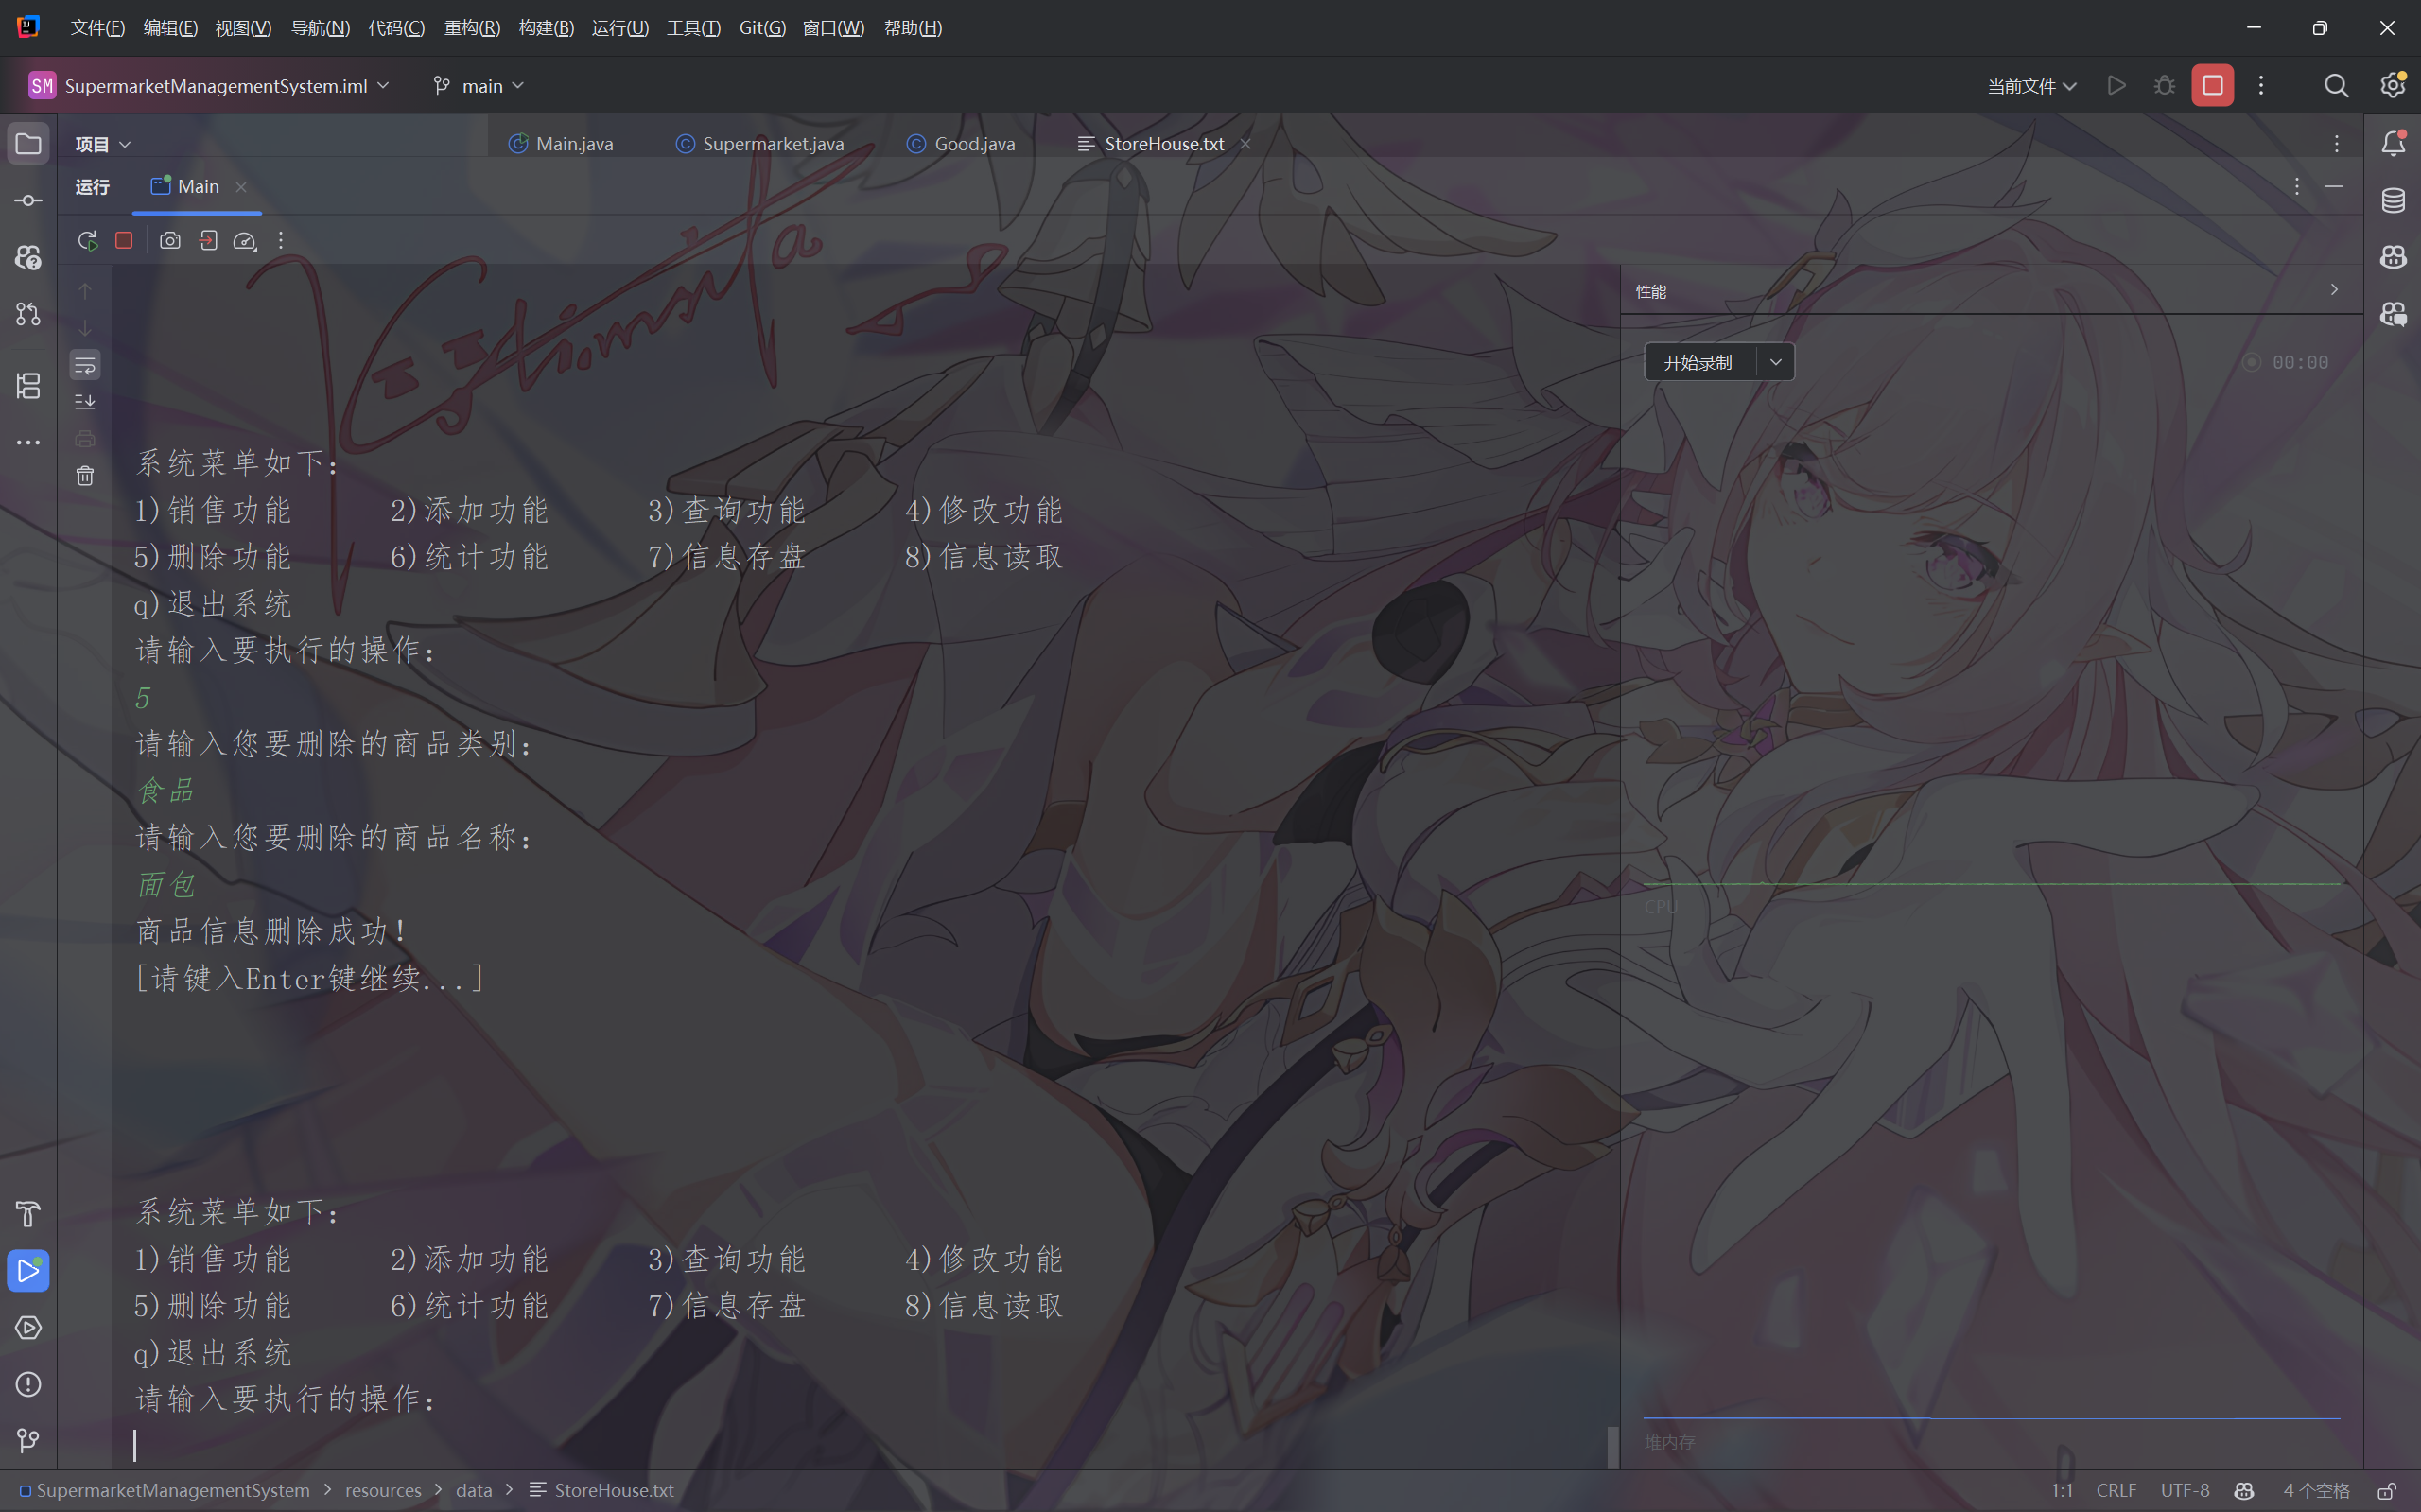 文件(F) 编辑(E) 视图(V) 导航(N) 代码(C) 重构(R) 构建(B) 运行(U) 工具(T) Git(G) 窗口(W) 帮助(H)
SM SupermarketManagementSystem.iml main 当前文件
项目 Main.java Supermarket.java Good.java StoreHouse.txt
运行 Main
性能
开始录制 00:00
系统菜单如下:
1)销售功能 2)添加功能 3)查询功能 4)修改功能
5)删除功能 6)统计功能 7)信息存盘 8)信息读取
q)退出系统
请输入要执行的操作:
5
请输入您要删除的商品类别:
食品
请输入您要删除的商品名称:
面包
商品信息删除成功!
[请键入Enter键继续...]
CPU
系统菜单如下:
1)销售功能 2)添加功能 3)查询功能 4)修改功能
5)删除功能 6)统计功能 7)信息存盘 8)信息读取
q)退出系统
请输入要执行的操作:
堆内存
SupermarketManagementSystem > resources > data > StoreHouse.txt 1:1 CRLF UTF-8 4 个空格